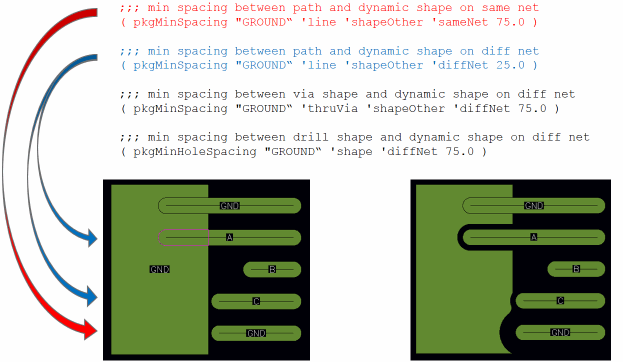 ;;; min spacing between path and dynamic shape on same net
( pkgMinSpacing "GROUND“ 'line 'shapeOther 'sameNet 75.0 )
;;; min spacing between path and dynamic shape on diff net
( pkgMinSpacing "GROUND“ 'line 'shapeOther 'diffNet 25.0 )
;;; min spacing between via shape and dynamic shape on diff net
( pkgMinSpacing "GROUND“ 'thruVia 'shapeOther 'diffNet 75.0 )
;;; min spacing between drill shape and dynamic shape on diff net
( pkgMinHoleSpacing "GROUND“ 'shape 'diffNet 75.0 )
GND
A
GND
B
C
GND
GND
A
B
C
GND